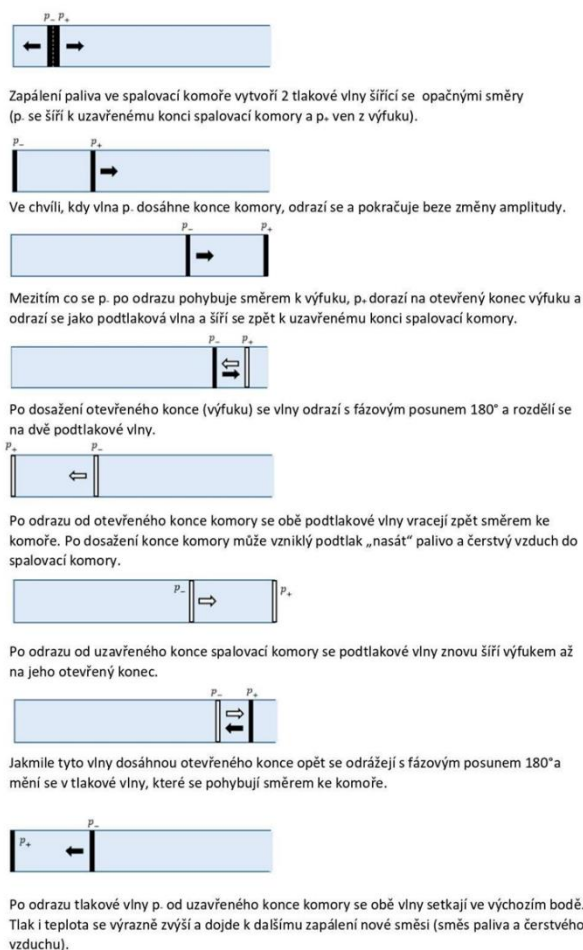 p₋ p₊
Zapálení paliva ve spalovací komoře vytvoří 2 tlakové vlny šířící se opačnými směry
(p₋ se šíří k uzavřenému konci spalovací komory a p₊ ven z výfuku).
p₋ p₊
Ve chvíli, kdy vlna p₋ dosáhne konce komory, odrazí se a pokračuje beze změny amplitudy.
p₋ p₊
Mezitím co se p₋ po odrazu pohybuje směrem k výfuku, p₊ dorazí na otevřený konec výfuku a
odrazí se jako podtlaková vlna a šíří se zpět k uzavřenému konci spalovací komory.
p₋ p₊
Po dosažení otevřeného konce (výfuku) se vlny odrazí s fázovým posunem 180° a rozdělí se
na dvě podtlakové vlny.
p₊ p₋
Po odrazu od otevřeného konce komory se obě podtlakové vlny vracejí zpět směrem ke
komoře. Po dosažení konce komory může vzniklý podtlak „nasát“ palivo a čerstvý vzduch do
spalovací komory.
p₋ p₊
Po odrazu od uzavřeného konce spalovací komory se podtlakové vlny znovu šíří výfukem až
na jeho otevřený konec.
p₋ p₊
Jakmile tyto vlny dosáhnou otevřeného konce opět se odrážejí s fázovým posunem 180°a
mění se v tlakové vlny, které se pohybují směrem ke komoře.
p₊ p₋
Po odrazu tlakové vlny p₋ od uzavřeného konce komory se obě vlny setkají ve výchozím bodě.
Tlak i teplota se výrazně zvýší a dojde k dalšímu zapálení nové směsi (směs paliva a čerstvého
vzduchu).